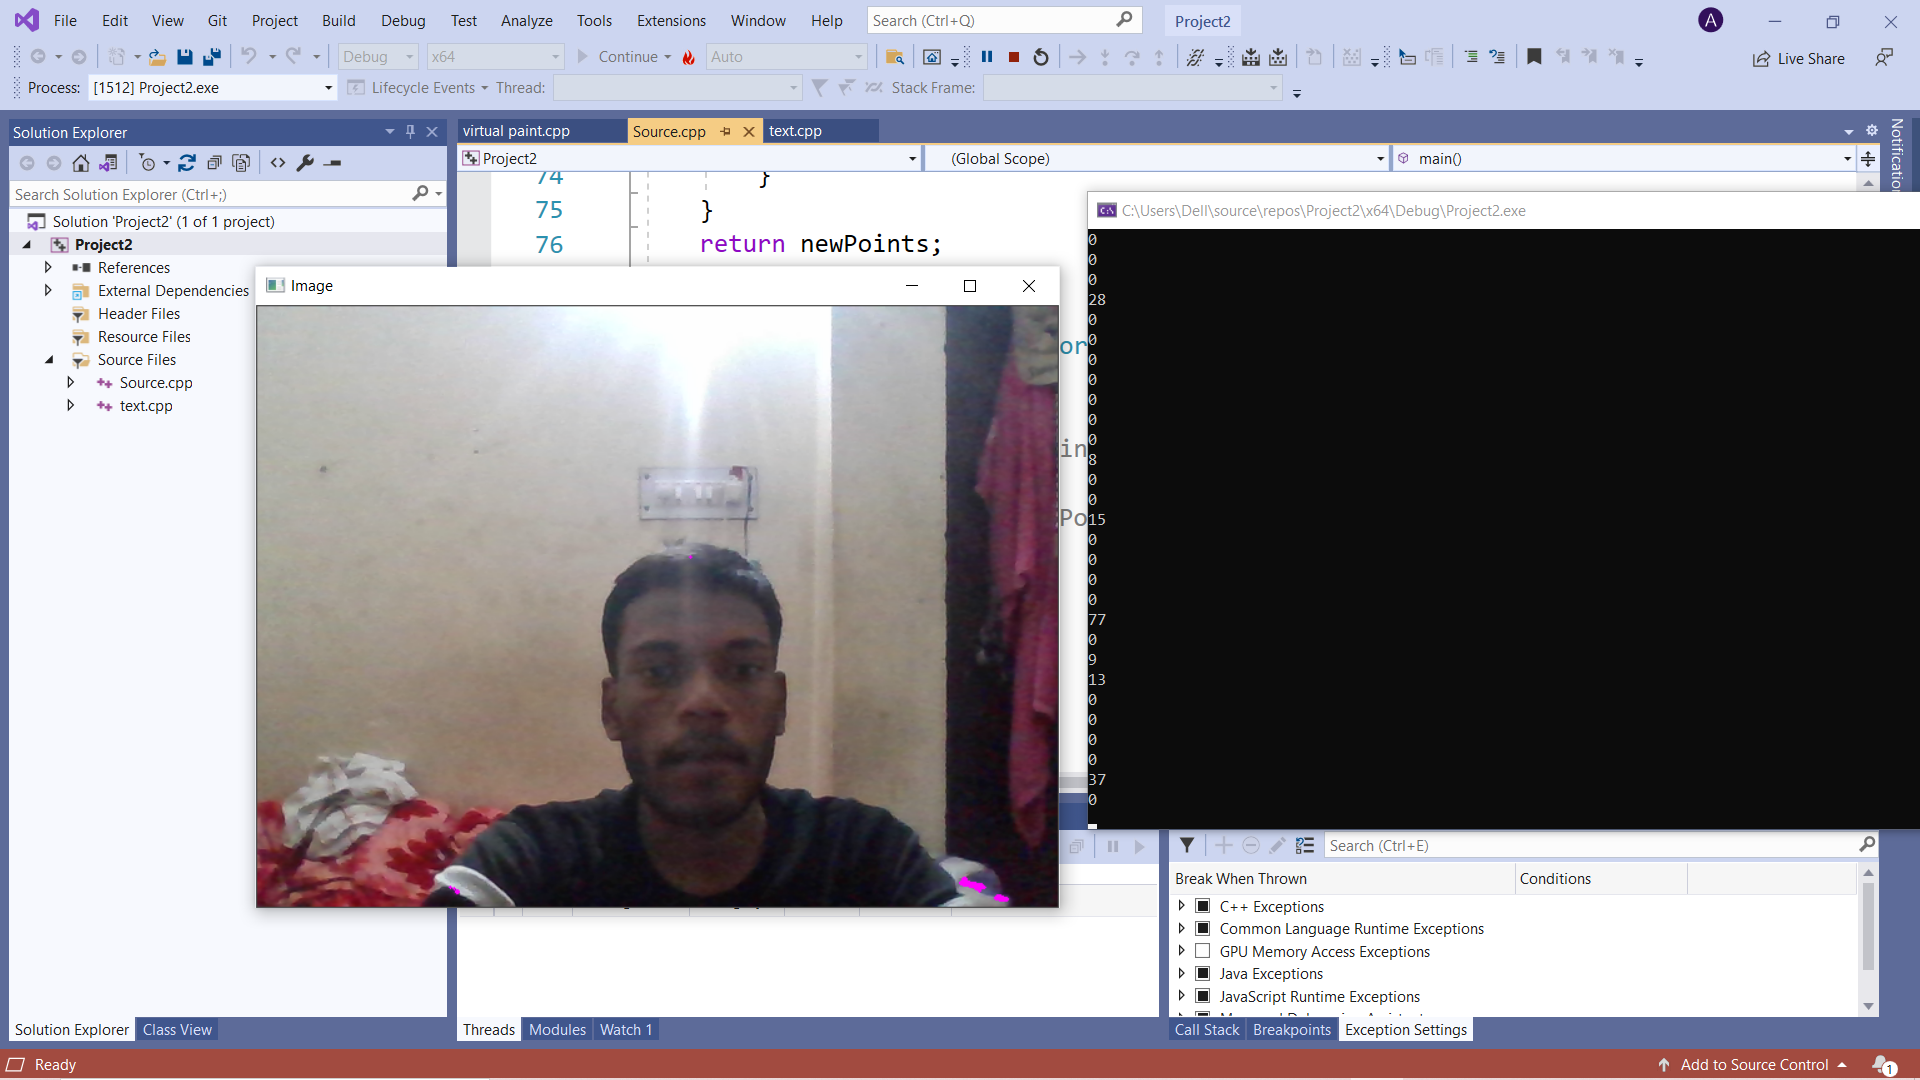 File Edit View Git Project Build Debug Test Analyze Tools Extensions Window Help Search (Ctrl+Q) Project2 A
Debug x64 Continue Auto Live Share
Process: [1512] Project2.exe Lifecycle Events Thread: Stack Frame:
Solution Explorer
Search Solution Explorer (Ctrl+;)
Solution 'Project2' (1 of 1 project)
Project2
References
External Dependencies
Header Files
Resource Files
Source Files
Source.cpp
text.cpp
virtual paint.cpp Source.cpp text.cpp
Project2 (Global Scope) main()
74 }
75 }
76 return newPoints;
or
in
Po
Image
C:\Users\Dell\source\repos\Project2\x64\Debug\Project2.exe
0
0
0
28
0
0
0
0
0
0
0
8
0
0
15
0
0
0
0
77
0
9
13
0
0
0
0
37
0
Search (Ctrl+E)
Break When Thrown Conditions
C++ Exceptions
Common Language Runtime Exceptions
GPU Memory Access Exceptions
Java Exceptions
JavaScript Runtime Exceptions
Solution Explorer Class View
Threads Modules Watch 1
Call Stack Breakpoints Exception Settings
Ready Add to Source Control 1